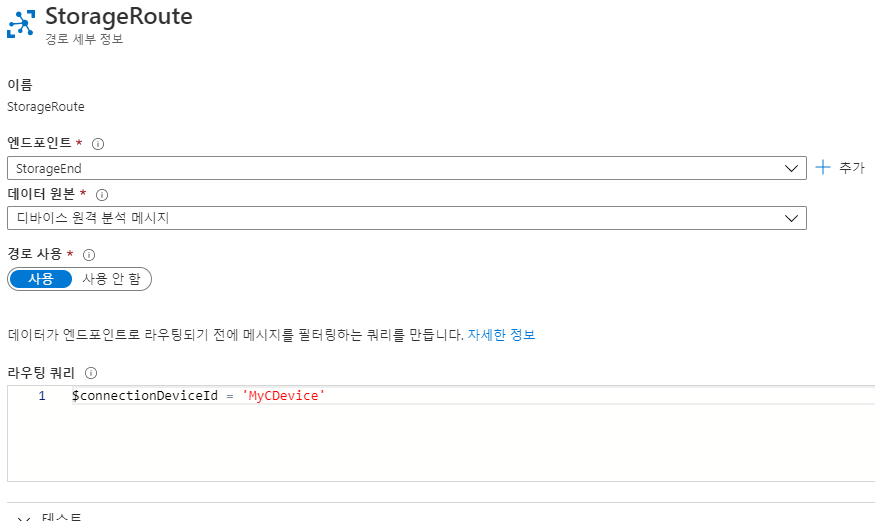 StorageRoute
경로 세부 정보
이름
StorageRoute
엔드포인트 *
StorageEnd
추가
데이터 원본 *
디바이스 원격 분석 메시지
경로 사용 *
사용 사용 안 함
데이터가 엔드포인트로 라우팅되기 전에 메시지를 필터링하는 쿼리를 만듭니다. 자세한 정보
라우팅 쿼리
1 $connectionDeviceId = 'MyCDevice'
테스트